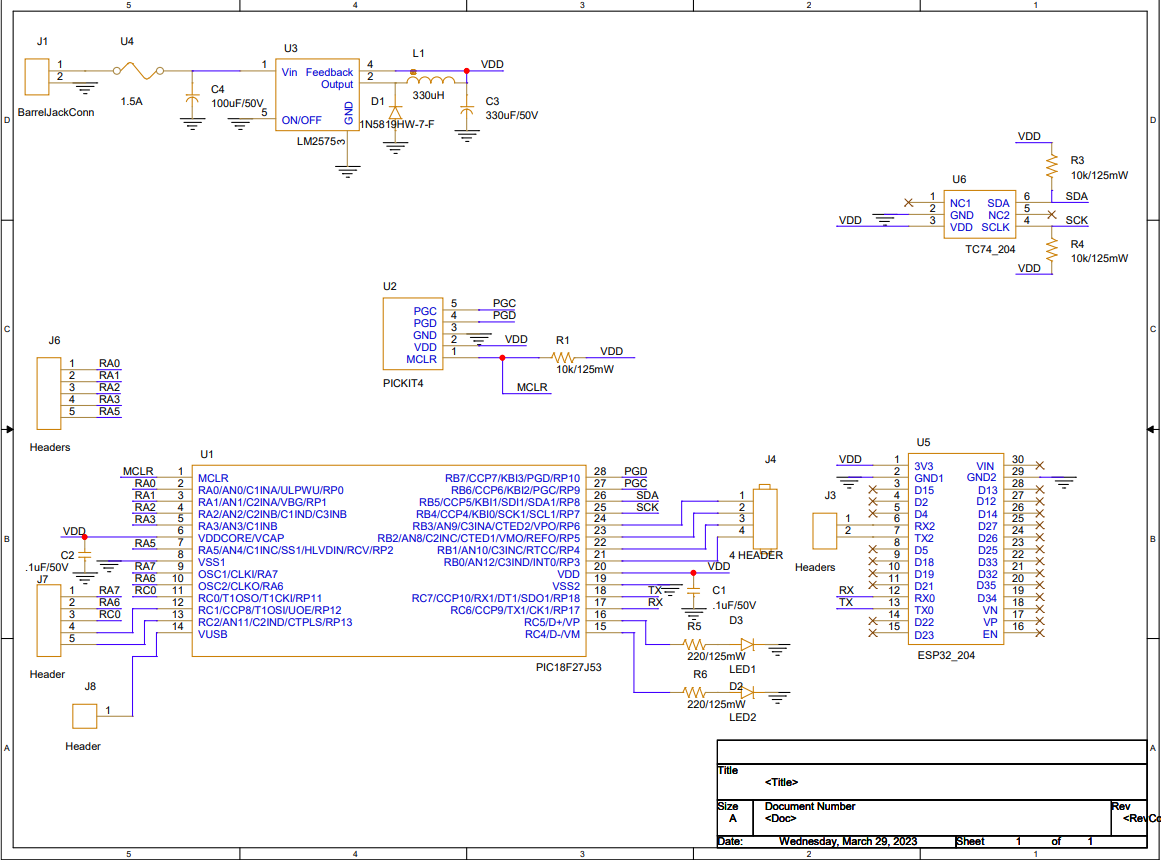 5 4 3 2 1
D
C
B
A
D
C
B
A
J1
1
2
BarrelJackConn
U4
1.5A
C4
100uF/50V
U3
1 Vin Feedback 4
Output 2
5 ON/OFF
GND
3
LM2575
D1
1N5819HW-7-F
L1
330uH
VDD
C3
330uF/50V
VDD
R3
10k/125mW
U6
1 NC1 SDA 6 SDA
2 GND NC2 5
VDD 3 VDD SCLK 4 SCK
TC74_204
R4
10k/125mW
VDD
U2
PGC 5 PGC
PGD 4 PGD
GND 3
VDD 2 VDD
MCLR 1
PICKIT4
R1
10k/125mW
VDD
MCLR
J6
1 RA0
2 RA1
3 RA2
4 RA3
5 RA5
Headers
U1
MCLR 1 MCLR
RA0 2 RA0/AN0/C1INA/ULPWU/RP0
RA1 3 RA1/AN1/C2INA/VBG/RP1
RA2 4 RA2/AN2/C2INB/C1IND/C3INB
RA3 5 RA3/AN3/C1INB
6 VDDCORE/VCAP
RA5 7 RA5/AN4/C1INC/SS1/HLVDIN/RCV/RP2
8 VSS1
RA7 9 OSC1/CLKI/RA7
RA6 10 OSC2/CLKO/RA6
RC0 11 RC0/T1OSO/T1CKI/RP11
12 RC1/CCP8/T1OSI/UOE/RP12
13 RC2/AN11/C2IND/CTPLS/RP13
14 VUSB
RB7/CCP7/KBI3/PGD/RP10 28 PGD
RB6/CCP6/KBI2/PGC/RP9 27 PGC
RB5/CCP5/KBI1/SDI1/SDA1/RP8 26 SDA
RB4/CCP4/KBI0/SCK1/SCL1/RP7 25 SCK
RB3/AN9/C3INA/CTED2/VPO/RP6 24
RB2/AN8/C2INC/CTED1/VMO/REFO/RP5 23
RB1/AN10/C3INC/RTCC/RP4 22
RB0/AN12/C3IND/INT0/RP3 21
VDD 20 VDD
VSS2 19
RC7/CCP10/RX1/DT1/SDO1/RP18 18 TX
RC6/CCP9/TX1/CK1/RP17 17 RX
RC5/D+/VP 16
RC4/D-/VM 15
PIC18F27J53
VDD
C2
.1uF/50V
J7
1 RA7
2 RA6
3 RC0
4
5
Header
J8
1
Header
J4
1
2
3
4
4 HEADER
C1
.1uF/50V
R5
220/125mW
D3
LED1
R6
220/125mW
D2
LED2
J3
1
2
Headers
U5
VDD 1 3V3 VIN 30
2 GND1 GND2 29
3 D15 D13 28
4 D2 D12 27
5 D4 D14 26
6 RX2 D27 25
7 TX2 D26 24
8 D5 D25 23
9 D18 D33 22
10 D19 D32 21
11 D21 D35 20
RX 12 RX0 D34 19
TX 13 TX0 VN 18
14 D22 VP 17
15 D23 EN 16
ESP32_204
Title
<Title>
Size Document Number Rev
A <Doc> <RevCo
Date: Wednesday, March 29, 2023 Sheet 1 of 1
5 4 3 2 1